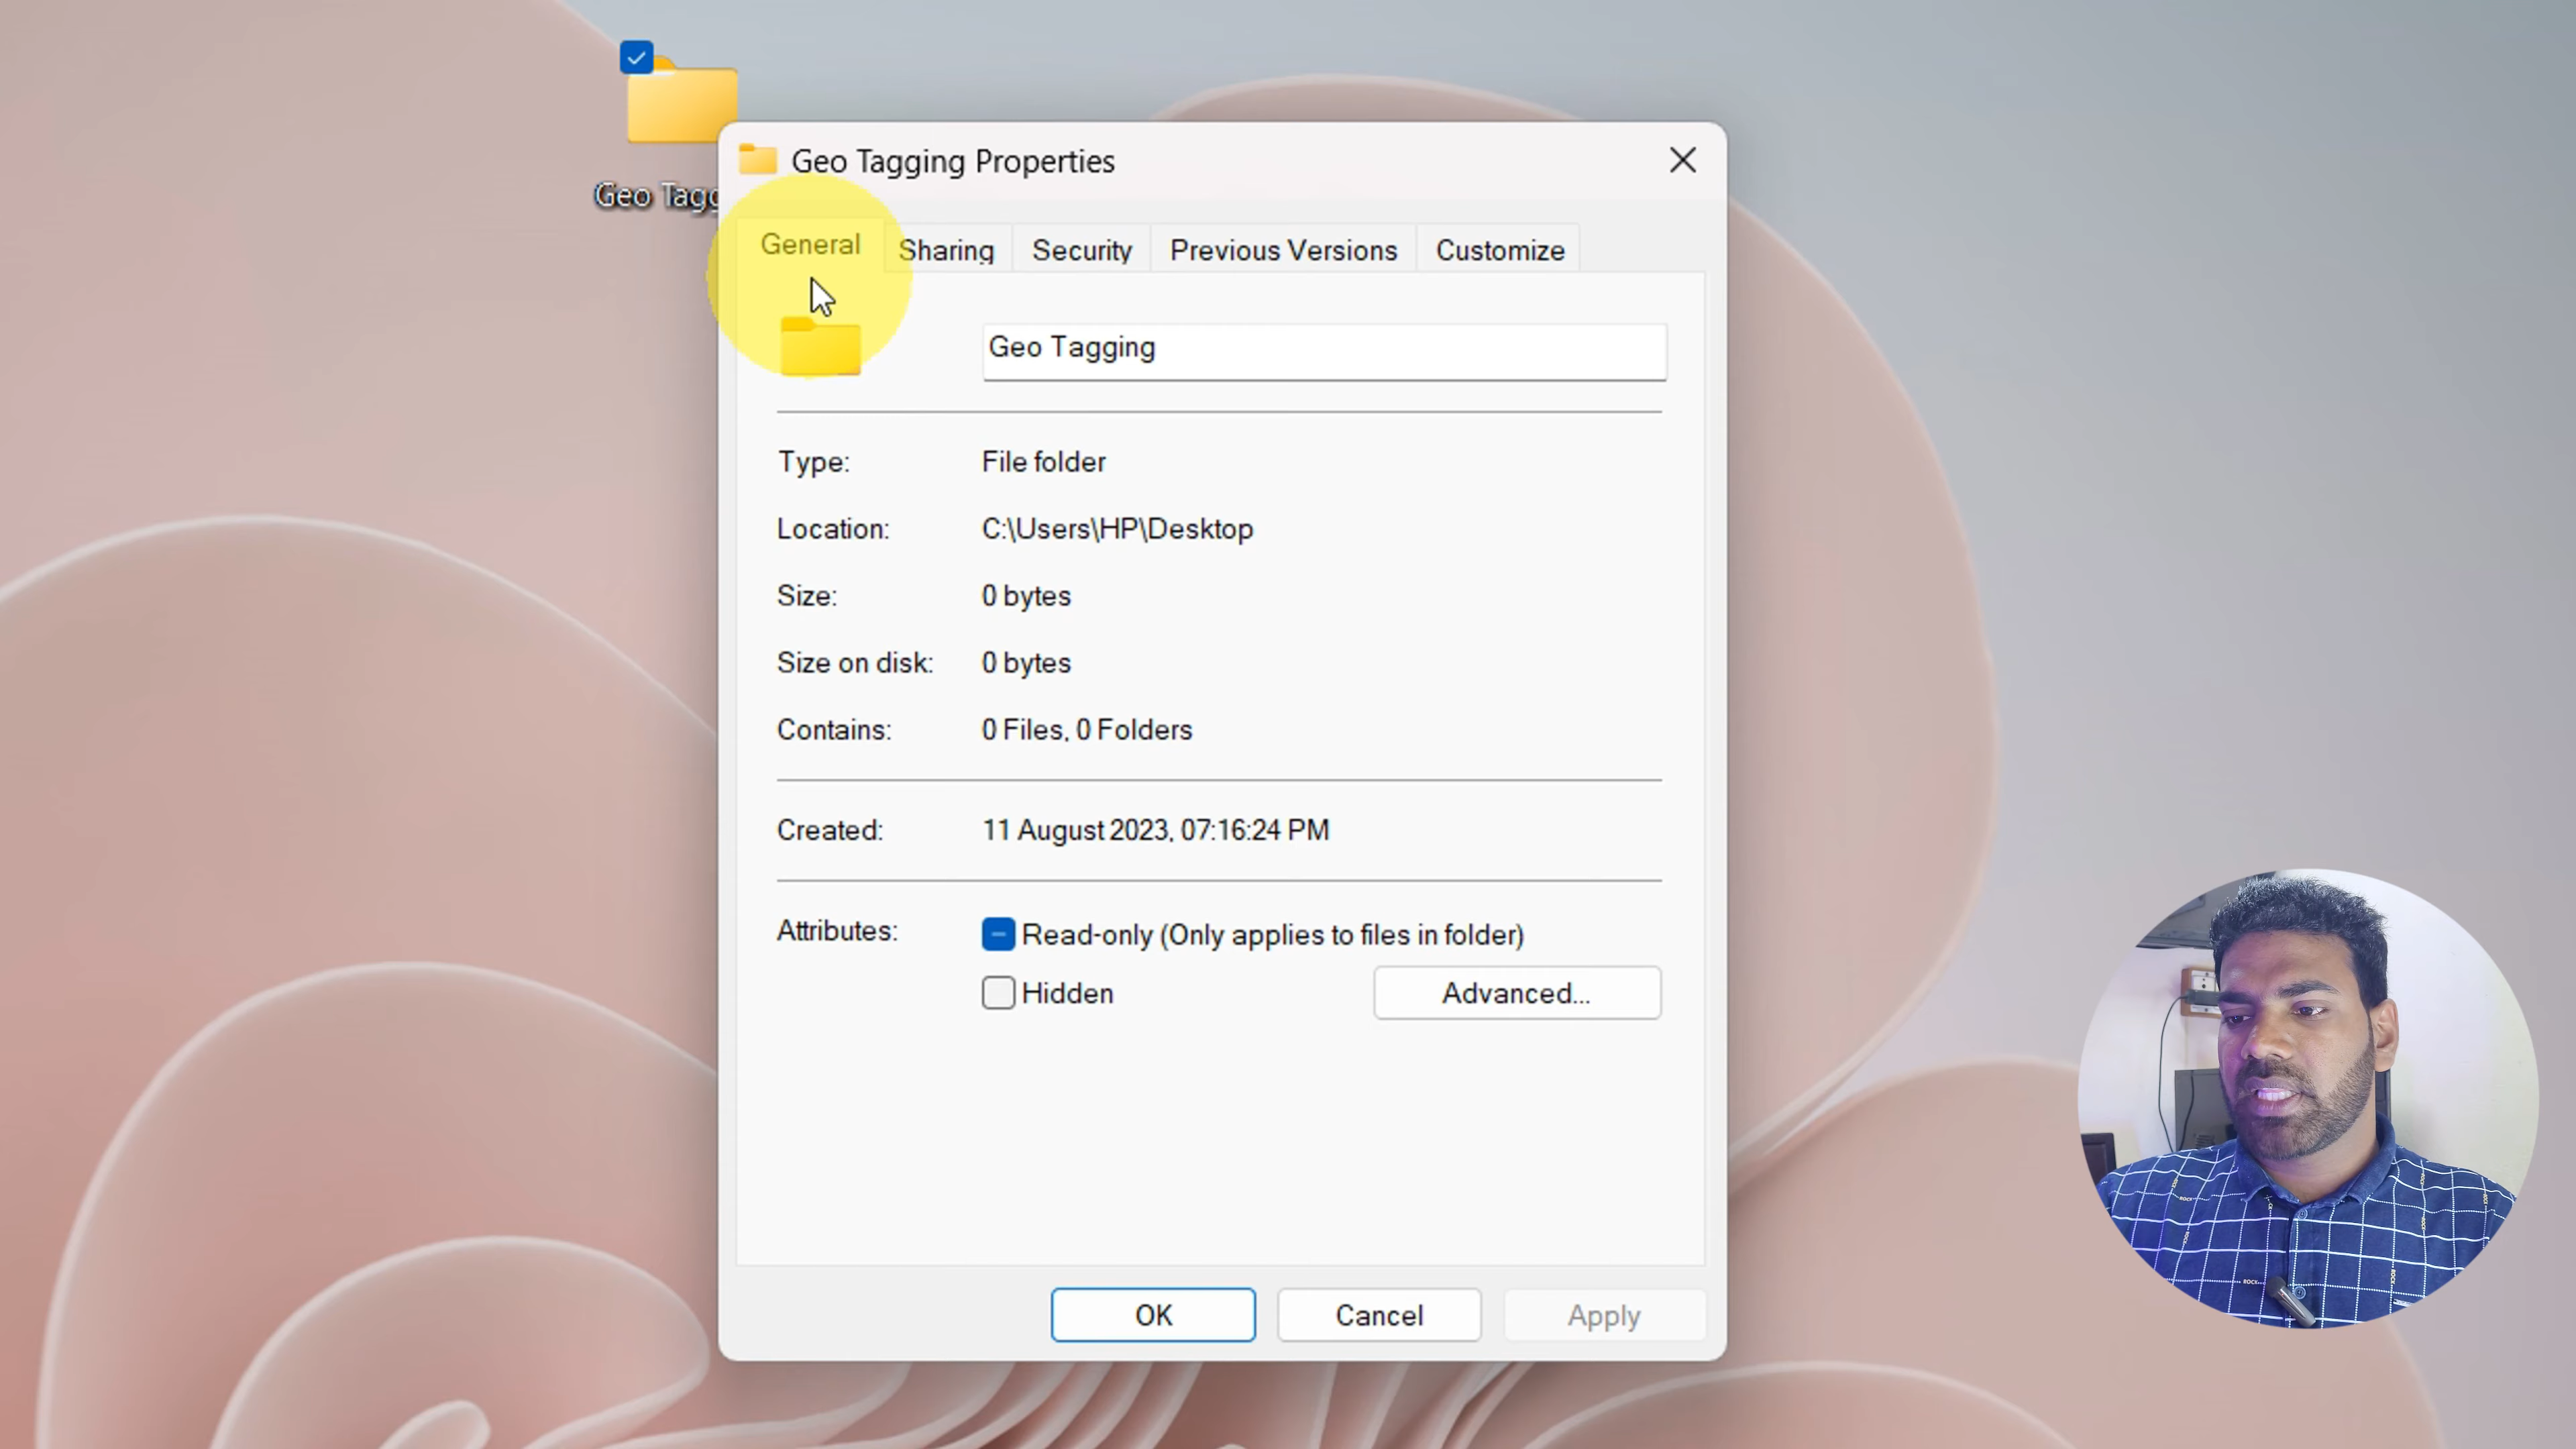 Geo Tagg
Geo Tagging Properties
General Sharing Security Previous Versions Customize
Geo Tagging
Type: File folder
Location: C:\Users\HP\Desktop
Size: 0 bytes
Size on disk: 0 bytes
Contains: 0 Files, 0 Folders
Created: 11 August 2023, 07:16:24 PM
Attributes: Read-only (Only applies to files in folder)
Hidden Advanced...
OK Cancel Apply